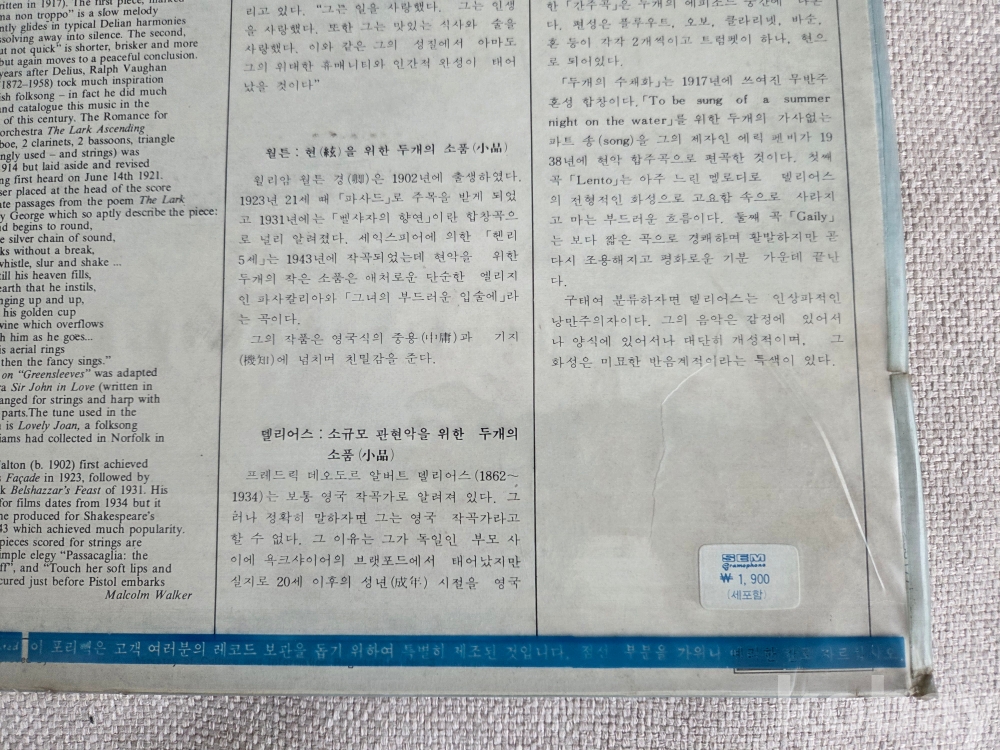 ritten in 1917). The first piece, marked
ma non troppo" is a slow melody
ntly glides in typical Delian harmonies
ssolving away into silence. The second,
ut not quick" is shorter, brisker and more
but again moves to a peaceful conclusion.
years after Delius, Ralph Vaughan
(1872–1958) tock much inspiration
ish folksong – in fact he did much
and catalogue this music in the
of this century. The Romance for
orchestra The Lark Ascending
boe, 2 clarinets, 2 bassoons, triangle
ngly used – and strings) was
914 but laid aside and revised
ng first heard on June 14th 1921.
ser placed at the head of the score
ate passages from the poem The Lark
y George which so aptly describe the piece:
nd begins to round,
e silver chain of sound,
ks without a break,
whistle, slur and shake ...
till his heaven fills,
earth that he instils,
nging up and up,
his golden cup
wine which overflows
h him as he goes...
is aerial rings
then the fancy sings."
on "Greensleeves" was adapted
ra Sir John in Love (written in
anged for strings and harp with
parts.The tune used in the
is Lovely Joan, a folksong
iams had collected in Norfolk in
alton (b. 1902) first achieved
Façade in 1923, followed by
k Belshazzar's Feast of 1931. His
for films dates from 1934 but it
he produced for Shakespeare's
43 which achieved much popularity.
pieces scored for strings are
imple elegy "Passacaglia: the
ff", and "Touch her soft lips and
cured just before Pistol embarks
Malcolm Walker
리고 있다. "그는 일을 사랑했다. 그는 인생
을 사랑했다. 또한 그는 맛있는 식사와 술을
사랑했다. 이와 같은 그의 성질에서 아마도
그의 위대한 휴매니티와 인간적 완성이 태어
났을 것이다"
월튼 : 현(絃)을 위한 두개의 소품(小品)
윌리암 월튼 경(卿)은 1902년에 출생하였다.
1923년 21세 때 「파사드」로 주목을 받게 되었
고 1931년에는 「벨사자의 향연」이란 합창곡으
로 널리 알려졌다. 세익스피어에 의한 「헨리
5세」는 1943년에 작곡되었는데 현악을 위한
두개의 작은 소품은 애처로운 단순한 엘리지
인 파사칼리아와 「그녀의 부드러운 입술에」라
는 곡이다.
그의 작품은 영국식의 중용(中庸)과 기지
(機知)에 넘치며 친밀감을 준다.
델리어스 : 소규모 관현악을 위한 두개의
소품(小品)
프레드릭 데오도르 알버트 델리어스(1862～
1934)는 보통 영국 작곡가로 알려져 있다. 그
러나 정확히 말하자면 그는 영국 작곡가라고
할 수 없다. 그 이유는 그가 독일인 부모 사
이에 욕크샤이어의 브랫포드에서 태어났지만
실지로 20세 이후의 성년(成年) 시절을 영국
한 「간주곡」은 두개의 에피소드 중간에 나온
다. 편성은 플루우트, 오보, 클라리넷, 바순,
혼 등이 각각 2개씩이고 트럼펫이 하나, 현으
로 되어있다.
「두개의 수채화」는 1917년에 쓰여진 무반주
혼성 합창이다. 「To be sung of a summer
night on the water」를 위한 두개의 가사없는
파트 송(song)을 그의 제자인 에릭 펜비가 19
38년에 현악 합주곡으로 편곡한 것이다. 첫째
곡 「Lento」는 아주 느린 멜로디로 델리어스
의 전형적인 화성으로 고요함 속으로 사라지
고 마는 부드러운 흐름이다. 둘째 곡 「Gaily」
는 보다 짧은 곡으로 경쾌하며 활발하지만 곧
다시 조용해지고 평화로운 기분 가운데 끝난
다.
구태여 분류하자면 델리어스는 인상파적인
낭만주의자이다. 그의 음악은 감정에 있어서
나 양식에 있어서나 대단히 개성적이며, 그
화성은 미묘한 반음계적이라는 특색이 있다.
SEM
Gramophone
₩ 1,900
(세포함)
이 포리백은 고객 여러분의 레코드 보관을 돕기 위하여 특별히 제조된 것입니다. 점선 부분을 가위나